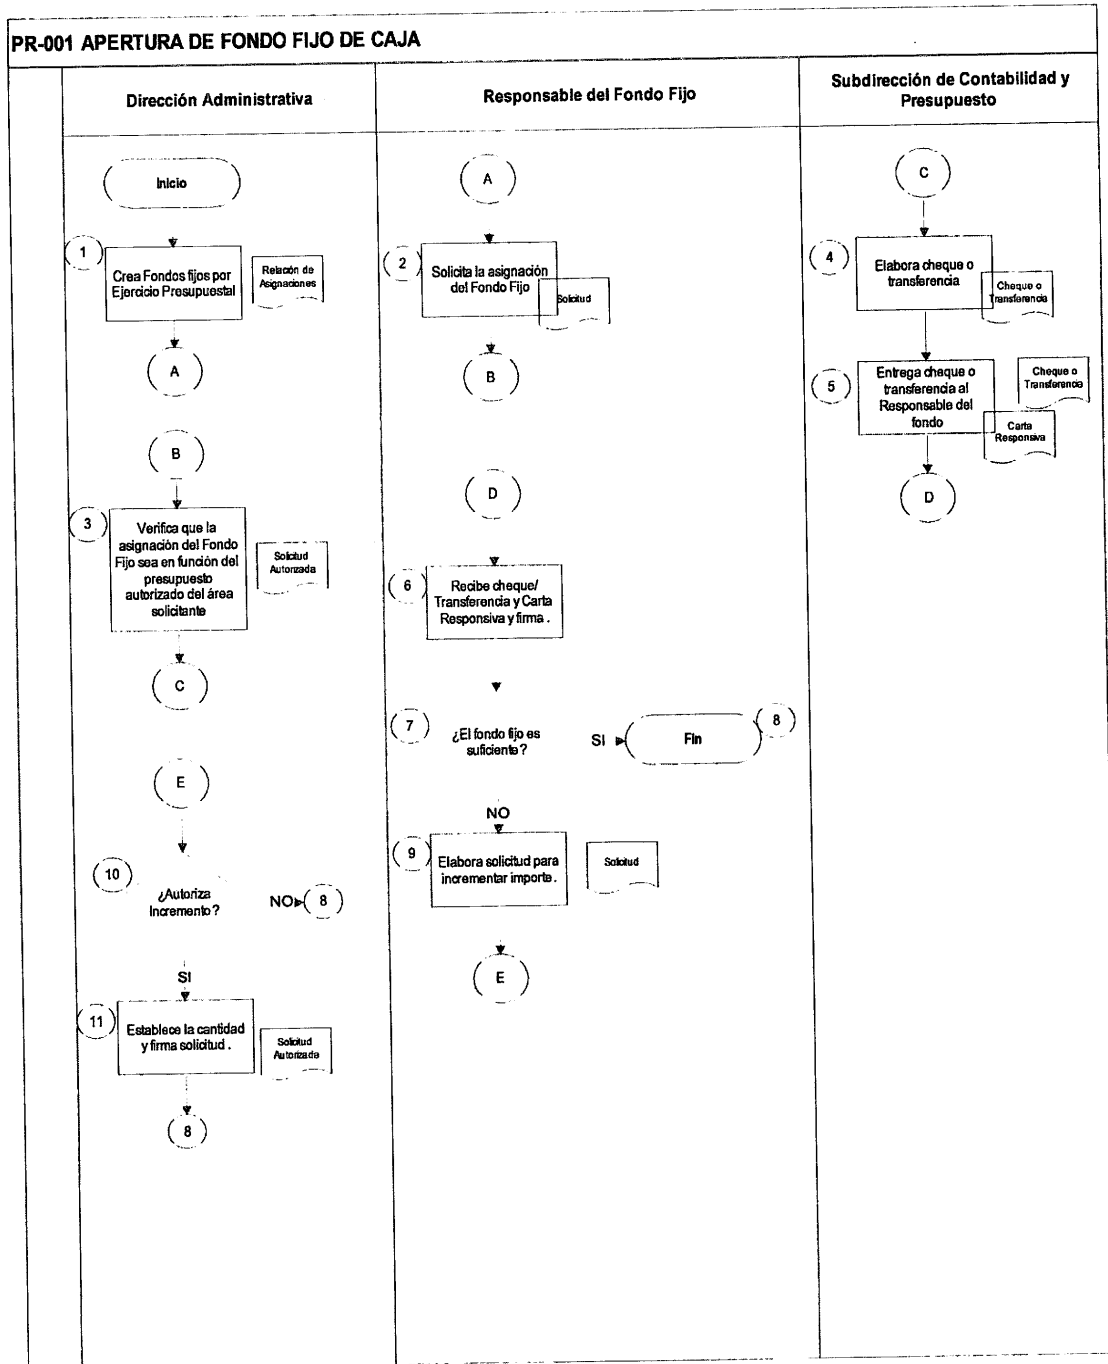 PR-001 APERTURA DE FONDO FIJO DE CAJA
Dirección Administrativa
Responsable del Fondo Fijo
Subdirección de Contabilidad y
Presupuesto
Inicio
1
Crea Fondos fijos por
Ejercicio Presupuestal
Relación de
Asignaciones
A
B
3
Verifica que la
asignación del Fondo
Fijo sea en función del
presupuesto
autorizado del área
solicitante
Solicitud
Autorizada
C
E
10
¿Autoriza
Incremento?
NO
8
SI
11
Establece la cantidad
y firma solicitud .
Solicitud
Autorizada
8
A
2
Solicita la asignación
del Fondo Fijo
Solicitud
B
D
6
Recibe cheque/
Transferencia y Carta
Responsiva y firma .
7
¿El fondo fijo es
suficiente?
SI
Fin
8
NO
9
Elabora solicitud para
incrementar importe .
Solicitud
E
C
4
Elabora cheque o
transferencia
Cheque o
Transferencia
5
Entrega cheque o
transferencia al
Responsable del
fondo
Cheque o
Transferencia
Carta
Responsiva
D